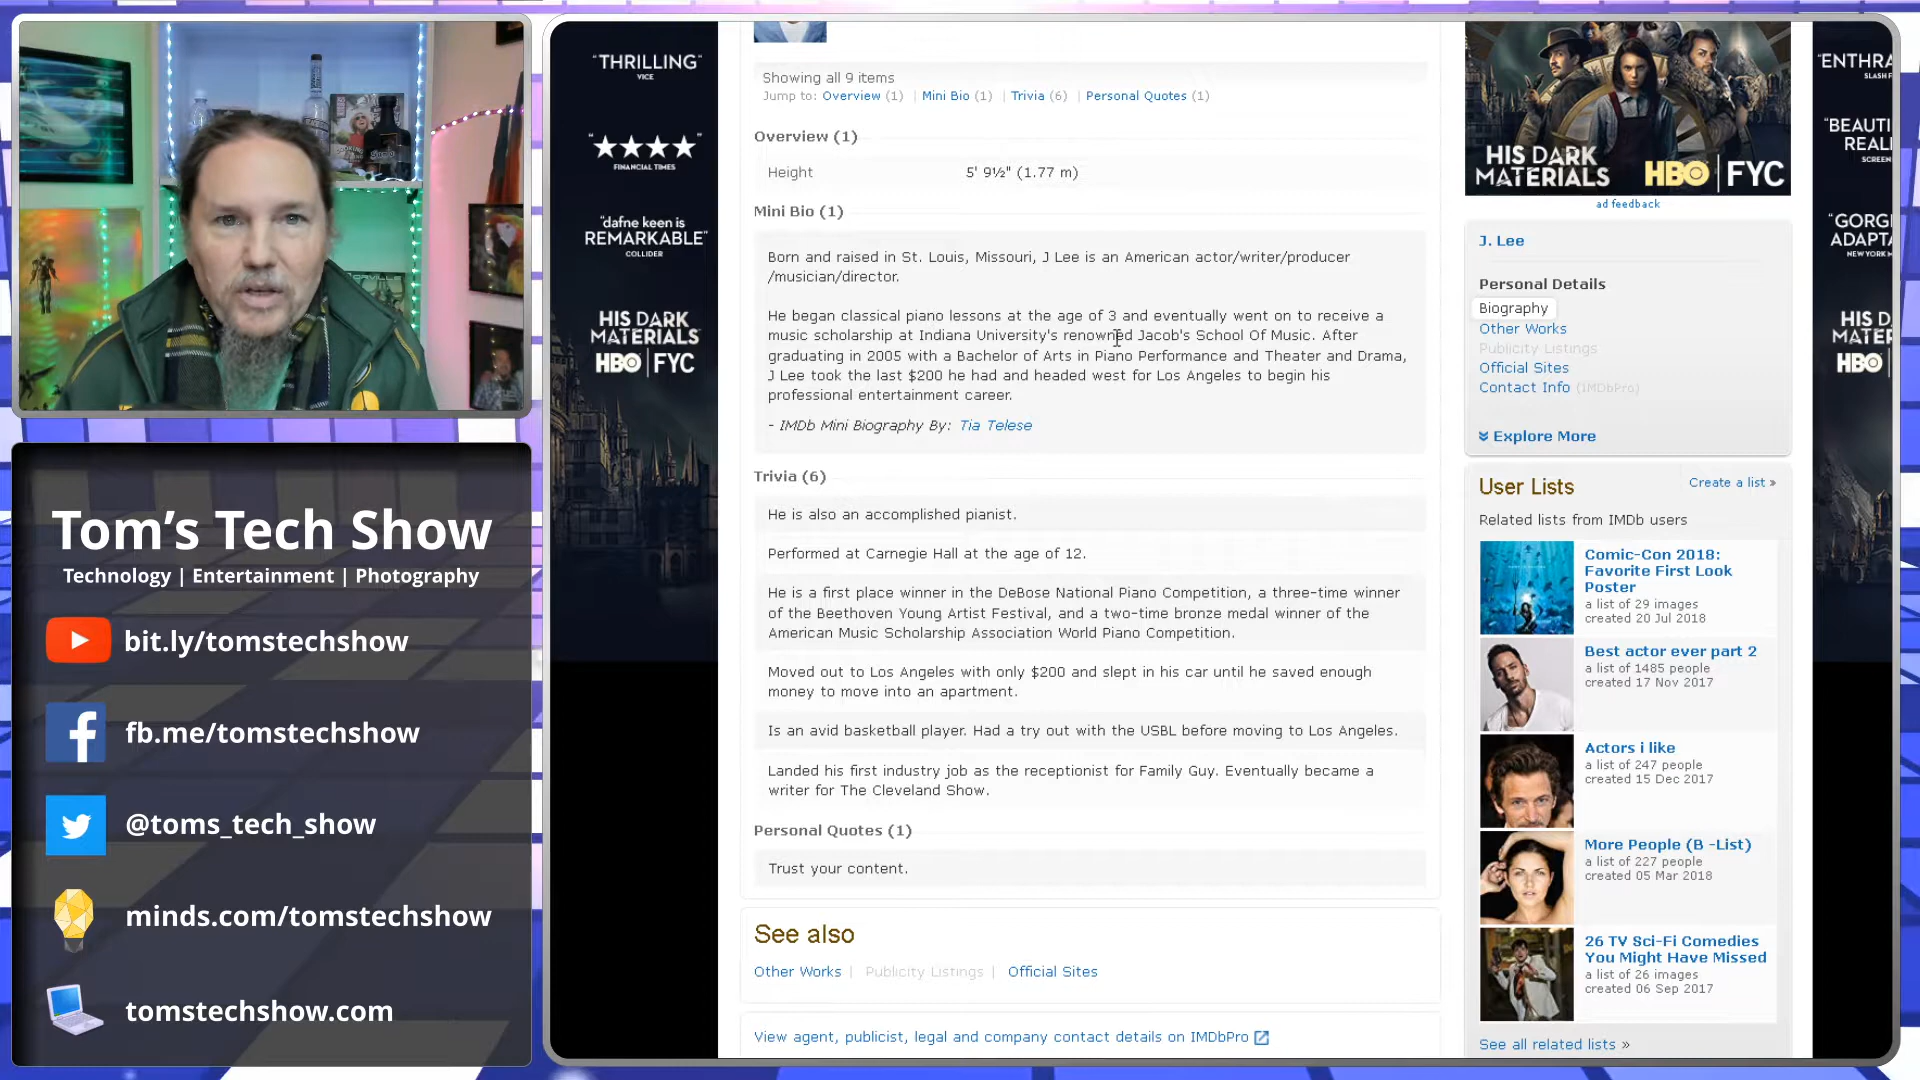 Tom's Tech Show
Technology | Entertainment | Photography
bit.ly/tomstechshow
fb.me/tomstechshow
@toms_tech_show
minds.com/tomstechshow
tomstechshow.com
"THRILLING"
VICE
"★★★★"
FINANCIAL TIMES
"dafne keen is
REMARKABLE"
COLLIDER
HIS DARK
MATERIALS
HBO | FYC
Showing all 9 items
Jump to: Overview (1) | Mini Bio (1) | Trivia (6) | Personal Quotes (1)
Overview (1)
Height 5' 9½" (1.77 m)
Mini Bio (1)
Born and raised in St. Louis, Missouri, J Lee is an American actor/writer/producer
/musician/director.
He began classical piano lessons at the age of 3 and eventually went on to receive a
music scholarship at Indiana University's renowned Jacob's School Of Music. After
graduating in 2005 with a Bachelor of Arts in Piano Performance and Theater and Drama,
J Lee took the last $200 he had and headed west for Los Angeles to begin his
professional entertainment career.
- IMDb Mini Biography By: Tia Telese
Trivia (6)
He is also an accomplished pianist.
Performed at Carnegie Hall at the age of 12.
He is a first place winner in the DeBose National Piano Competition, a three-time winner
of the Beethoven Young Artist Festival, and a two-time bronze medal winner of the
American Music Scholarship Association World Piano Competition.
Moved out to Los Angeles with only $200 and slept in his car until he saved enough
money to move into an apartment.
Is an avid basketball player. Had a try out with the USBL before moving to Los Angeles.
Landed his first industry job as the receptionist for Family Guy. Eventually became a
writer for The Cleveland Show.
Personal Quotes (1)
Trust your content.
See also
Other Works | Publicity Listings | Official Sites
View agent, publicist, legal and company contact details on IMDbPro
HIS DARK
MATERIALS HBO | FYC
ad feedback
J. Lee
Personal Details
Biography
Other Works
Publicity Listings
Official Sites
Contact Info (IMDbPro)
Explore More
User Lists
Create a list »
Related lists from IMDb users
Comic-Con 2018:
Favorite First Look
Poster
a list of 29 images
created 20 Jul 2018
Best actor ever part 2
a list of 1485 people
created 17 Nov 2017
Actors i like
a list of 247 people
created 15 Dec 2017
More People (B -List)
a list of 227 people
created 05 Mar 2018
26 TV Sci-Fi Comedies
You Might Have Missed
a list of 26 images
created 06 Sep 2017
See all related lists »
"ENTHRA
SLASH F
"BEAUTI
REAL
SCREEN
"GORG
ADAPT
NEW YORK
HIS D
MATER
HBO